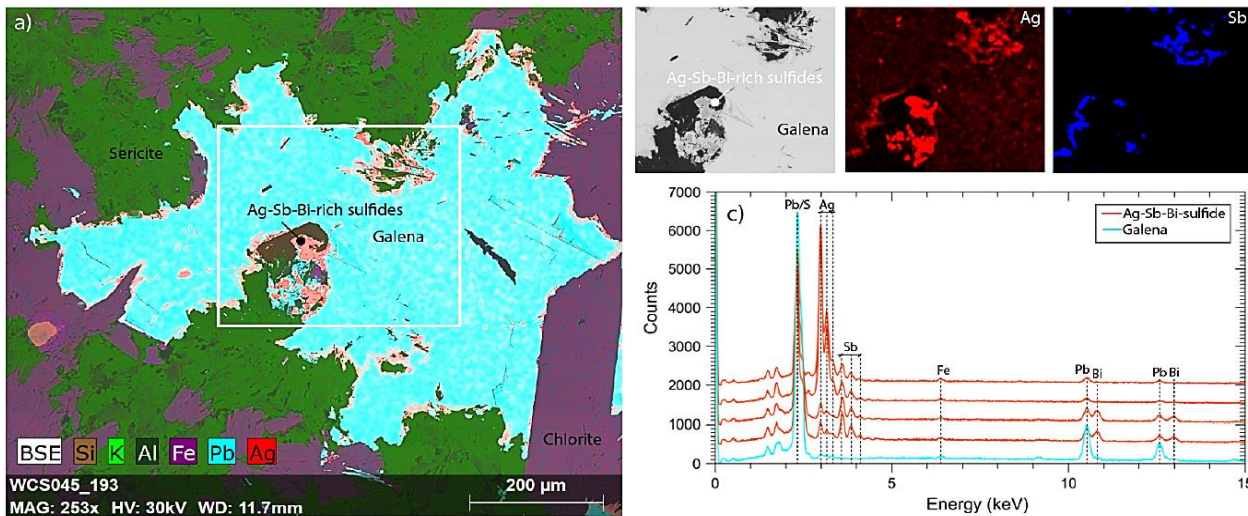 a)
Sericite
Ag-Sb-Bi-rich sulfides
Galena
Chlorite
BSE Si K Al Fe Pb Ag
WCS045_193
MAG: 253x HV: 30kV WD: 11.7mm
200 µm
Ag-Sb-Bi-rich sulfides
Galena
Ag
Sb
c)
Pb/S Ag
Sb
Fe
Pb Bi
Pb Bi
Ag-Sb-Bi-sulfide
Galena
7000
6000
5000
4000
3000
2000
1000
0
Counts
0 5 10 15
Energy (keV)